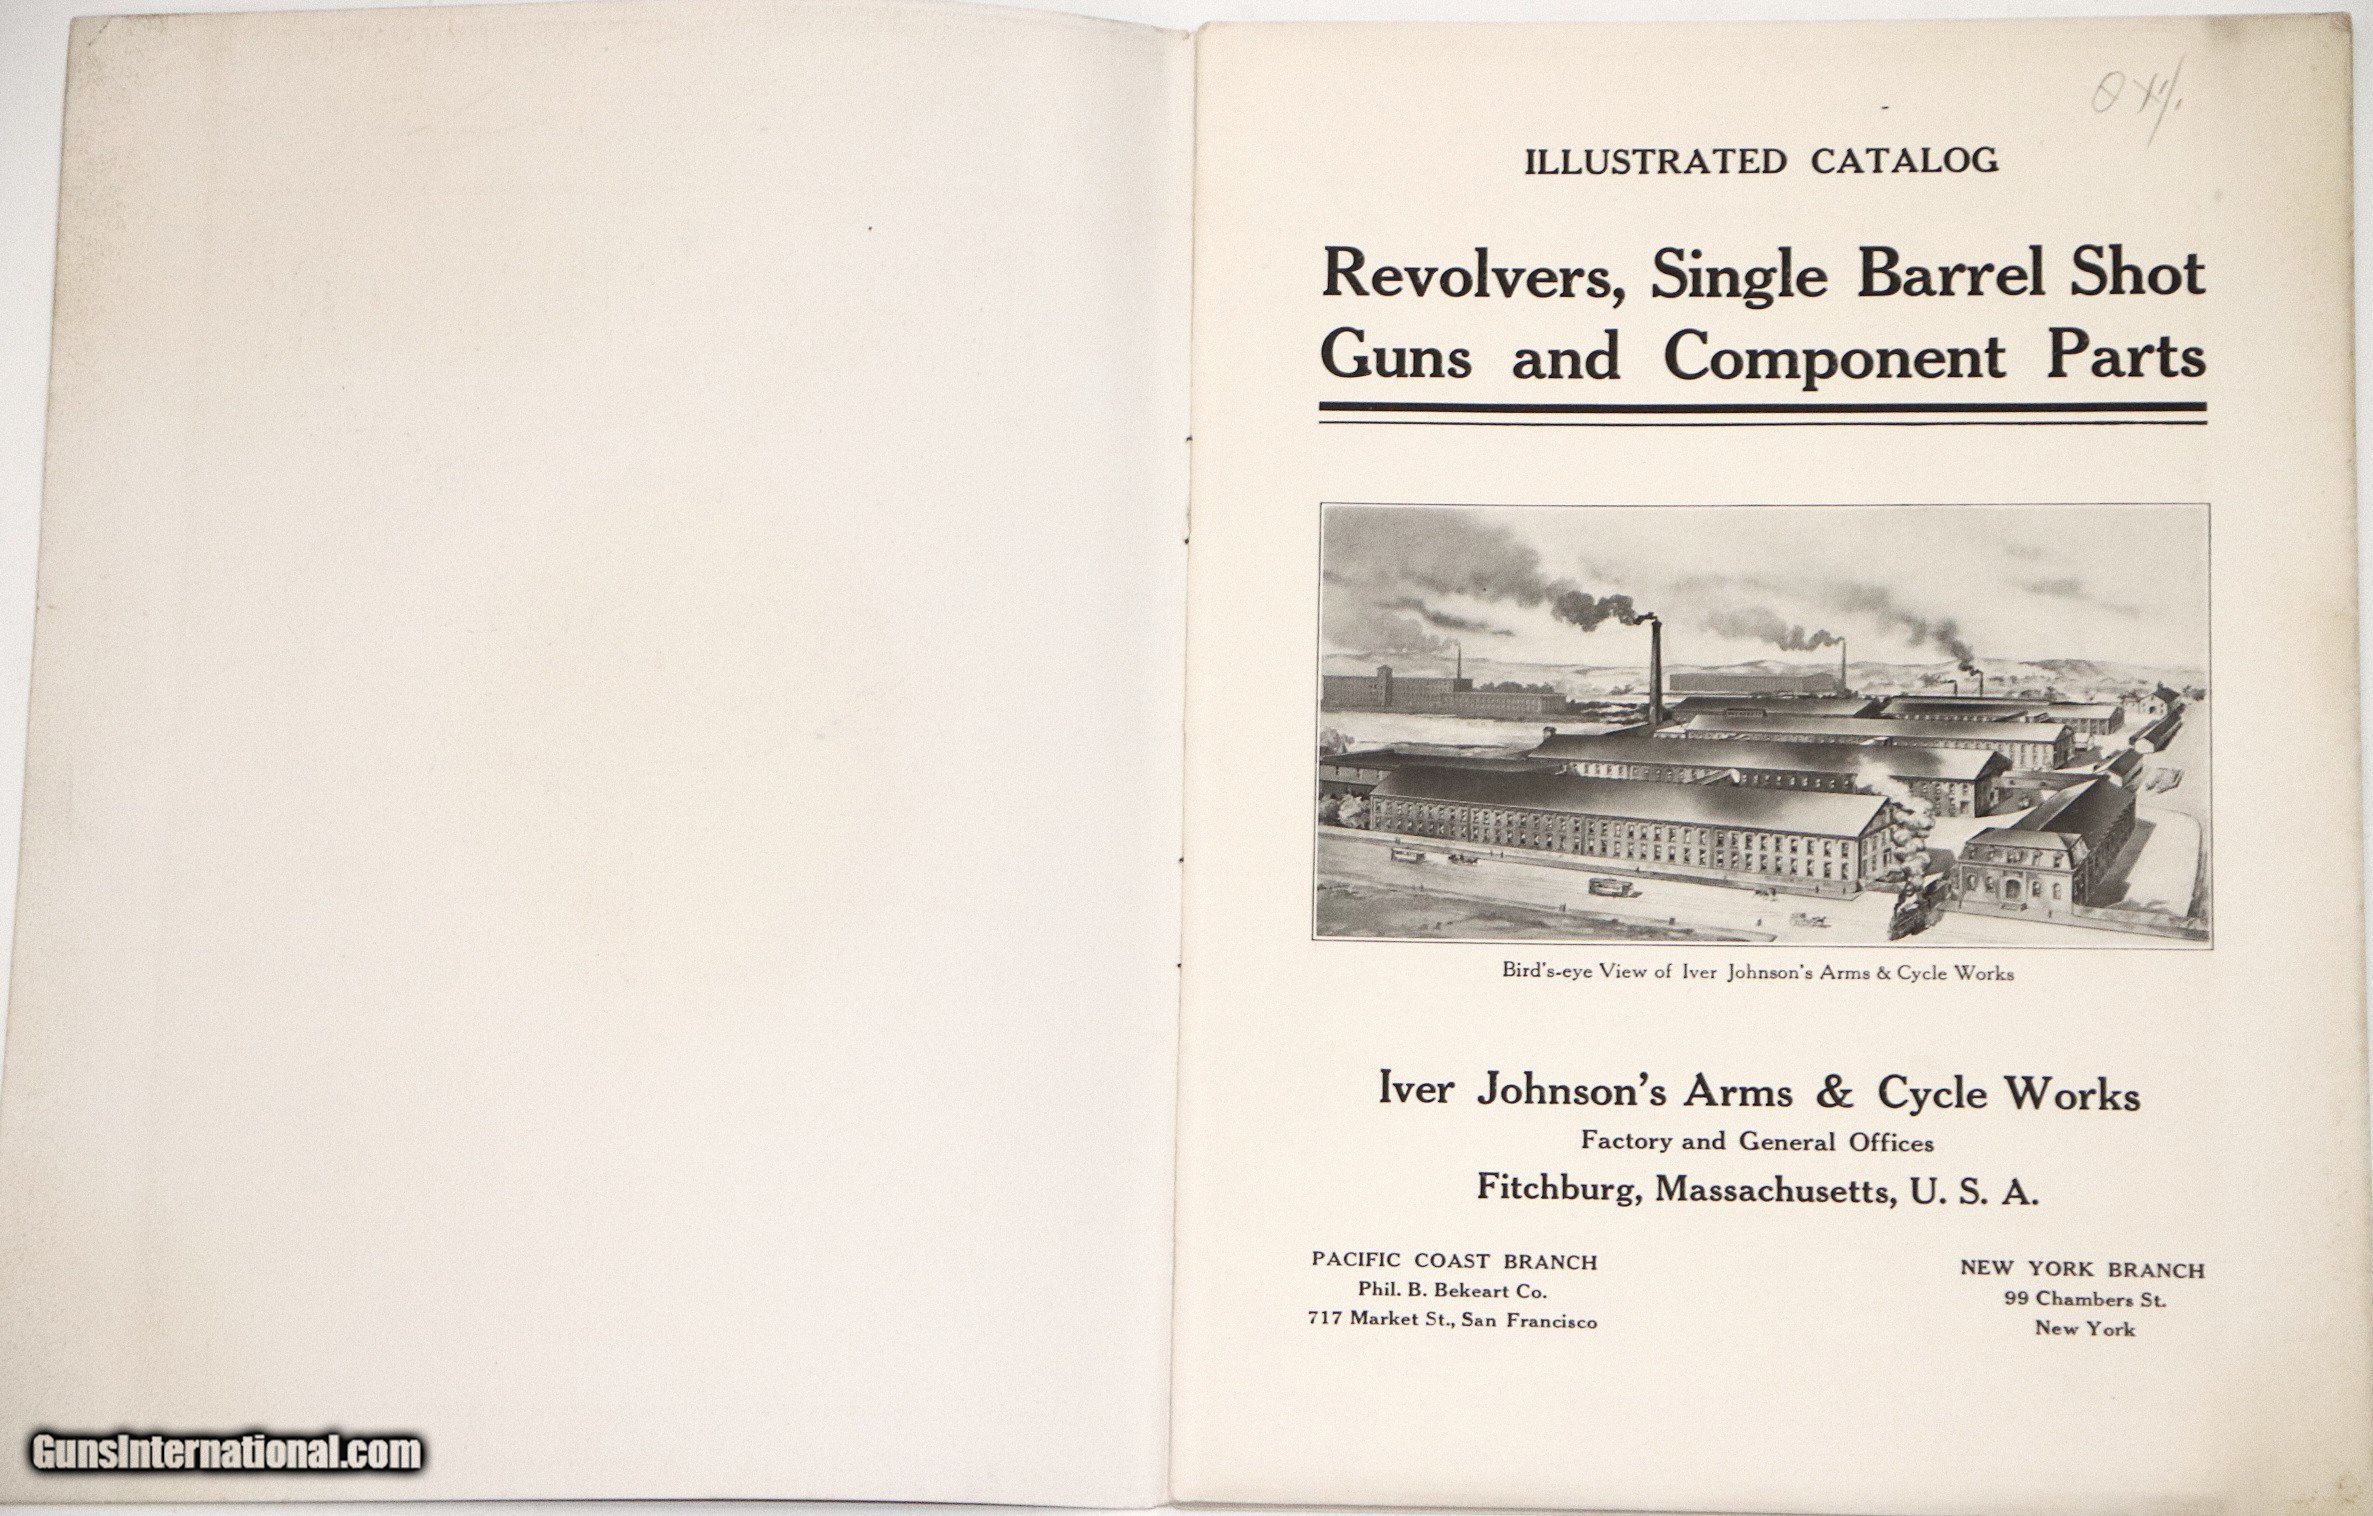 ILLUSTRATED CATALOG
Revolvers, Single Barrel Shot
Guns and Component Parts
Bird's-eye View of Iver Johnson's Arms & Cycle Works
Iver Johnson's Arms & Cycle Works
Factory and General Offices
Fitchburg, Massachusetts, U. S. A.
PACIFIC COAST BRANCH
Phil. B. Bekeart Co.
717 Market St., San Francisco
NEW YORK BRANCH
99 Chambers St.
New York
GunsInternational.com